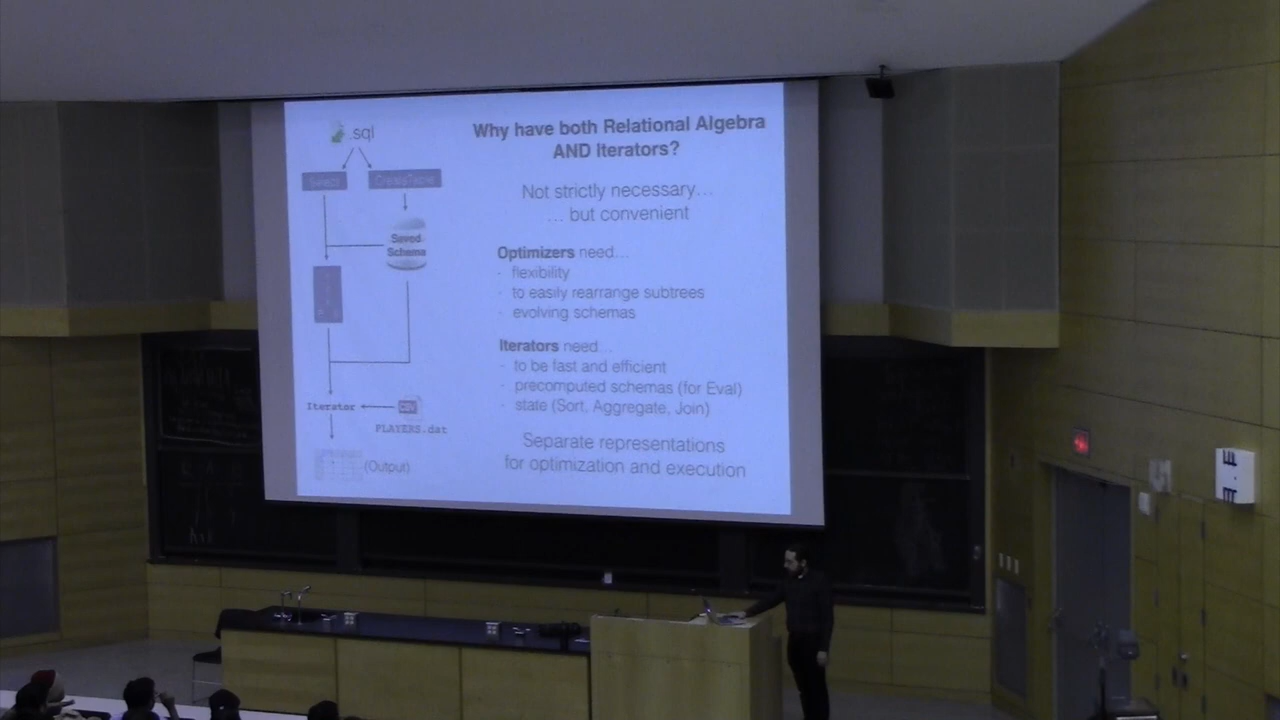 .sql
Select
CreateTable
Saved
Schema
Iterator
CSV
PLAYERS.dat
(Output)
Why have both Relational Algebra
AND Iterators?
Not strictly necessary…
… but convenient
Optimizers need…
- flexibility
- to easily rearrange subtrees
- evolving schemas
Iterators need…
- to be fast and efficient
- precomputed schemas (for Eval)
- state (Sort, Aggregate, Join)
Separate representations
for optimization and execution